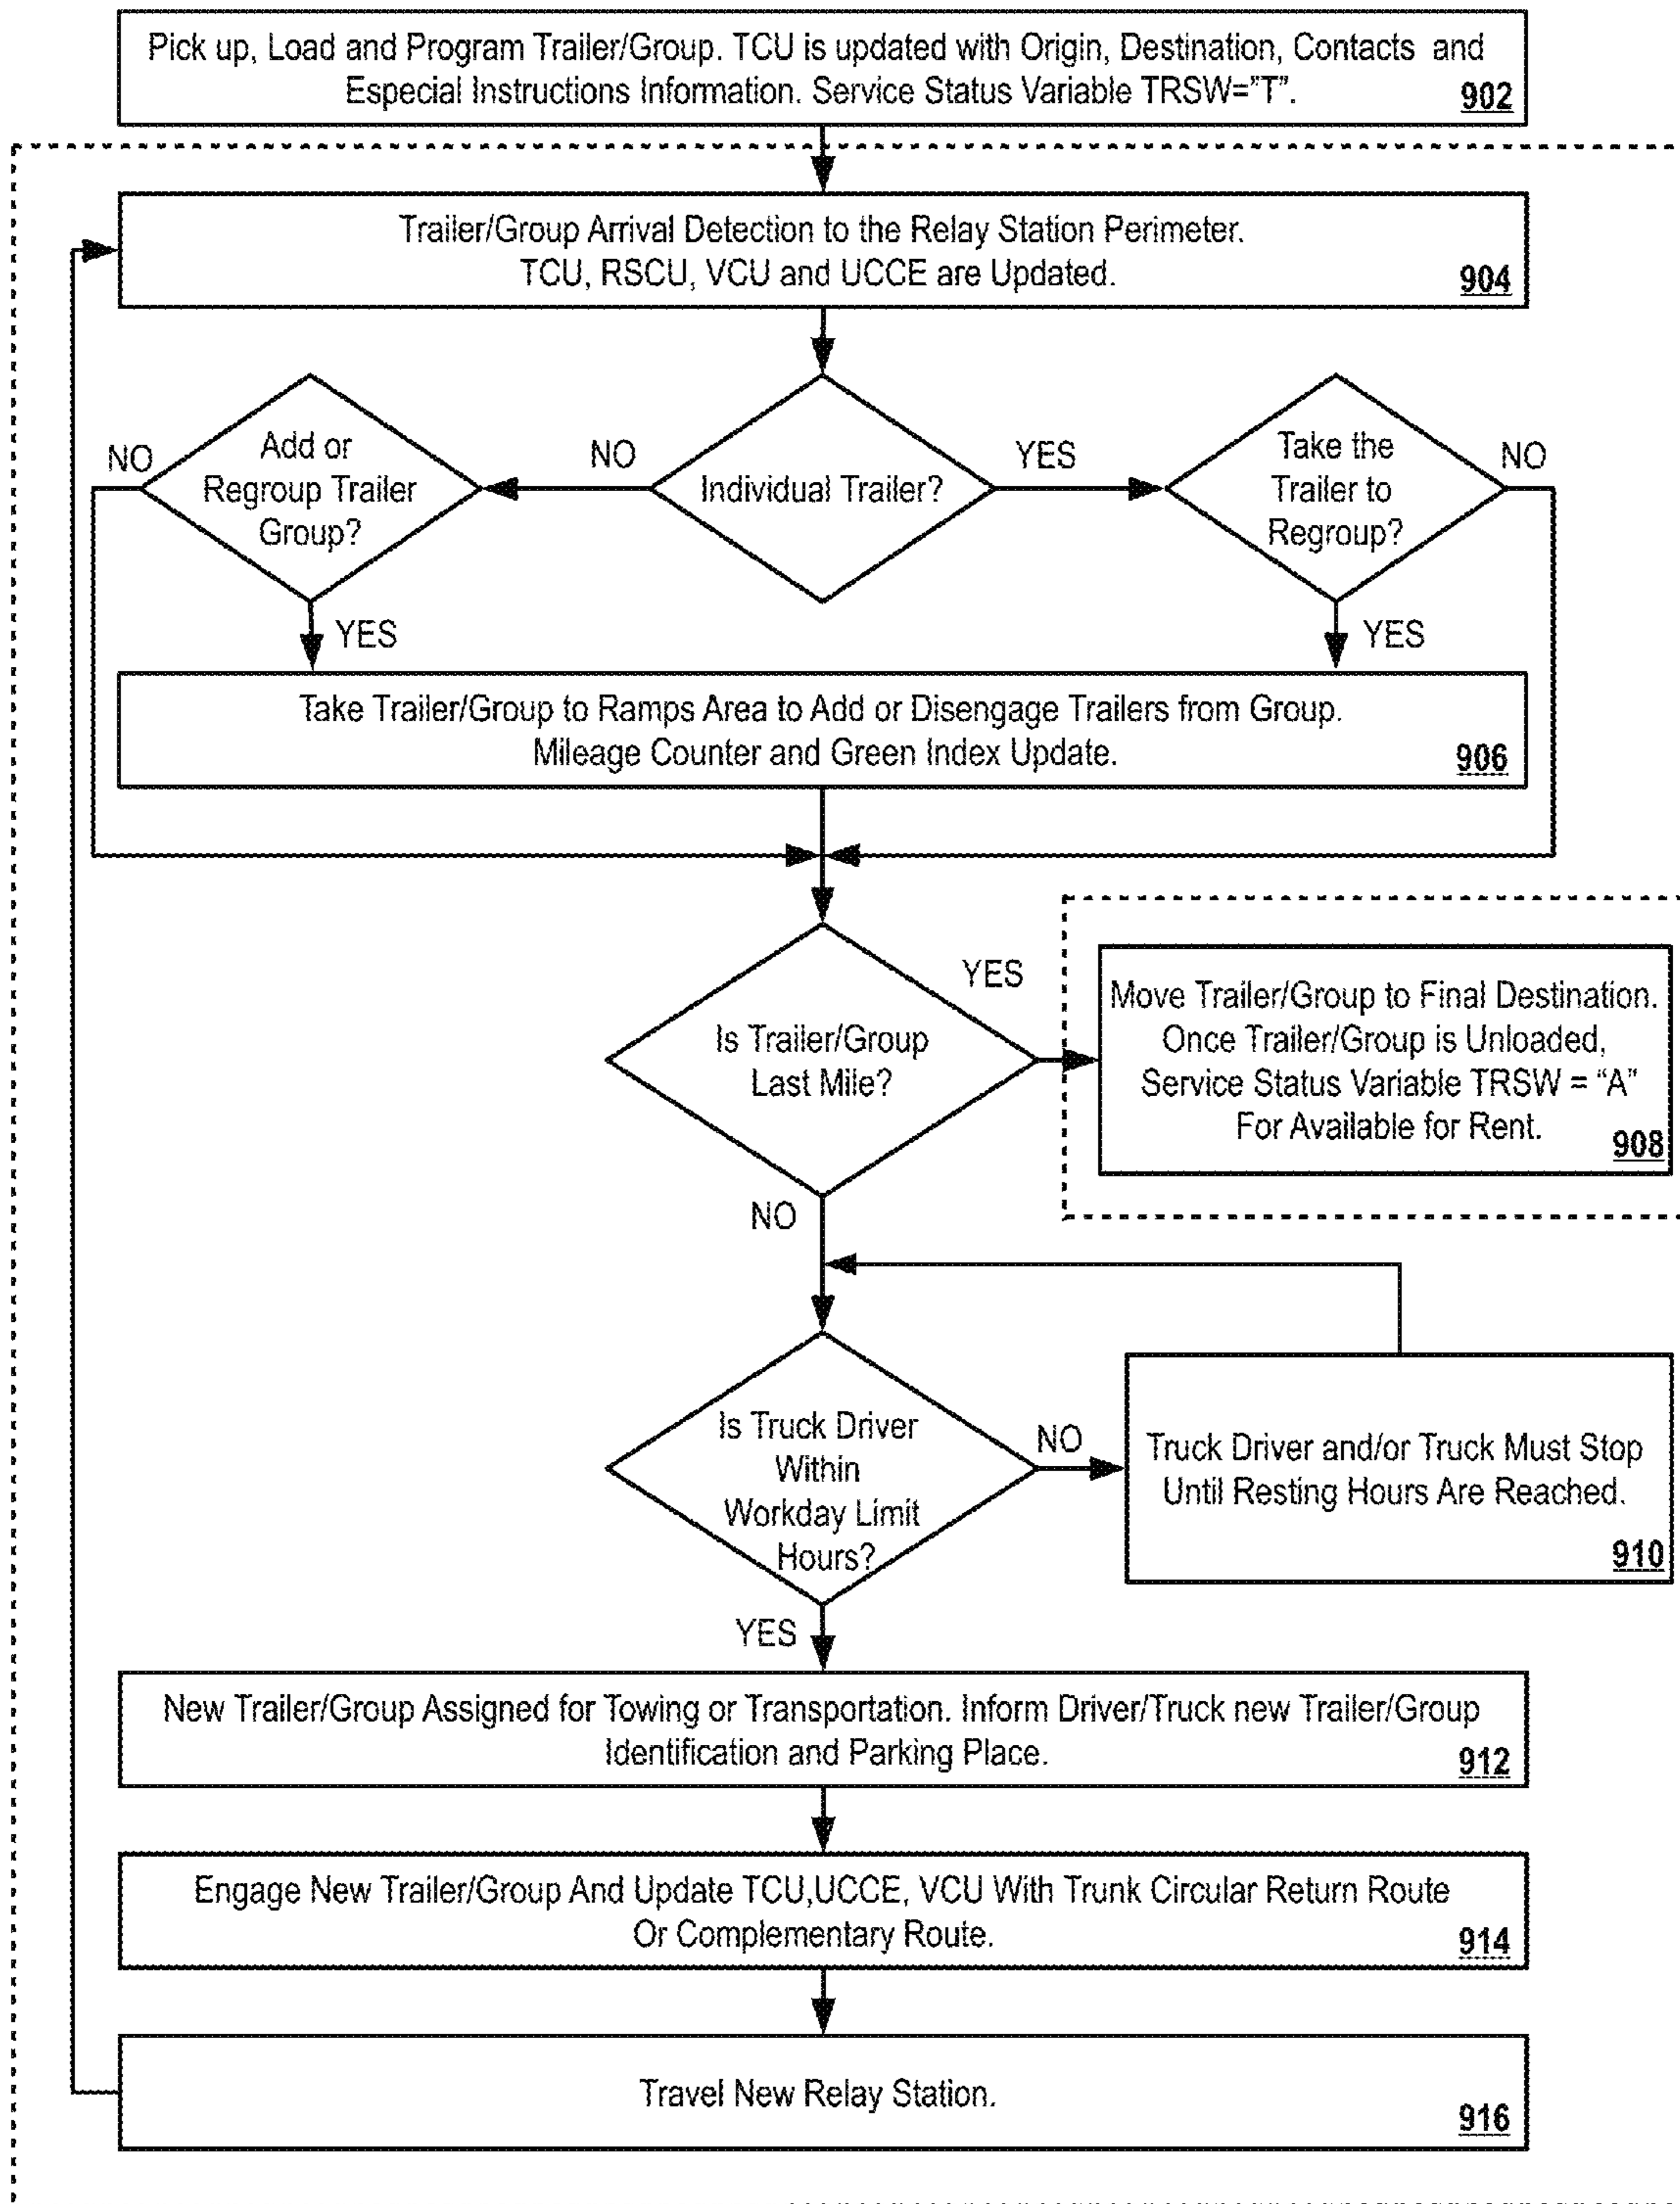 Pick up, Load and Program Trailer/Group. TCU is updated with Origin, Destination, Contacts and
Especial Instructions Information. Service Status Variable TRSW="T".
902
Trailer/Group Arrival Detection to the Relay Station Perimeter.
TCU, RSCU, VCU and UCCE are Updated.
904
NO
Add or
Regroup Trailer
Group?
NO
Individual Trailer?
YES
Take the
Trailer to
Regroup?
NO
YES
YES
Take Trailer/Group to Ramps Area to Add or Disengage Trailers from Group.
Mileage Counter and Green Index Update.
906
Is Trailer/Group
Last Mile?
YES
Move Trailer/Group to Final Destination.
Once Trailer/Group is Unloaded,
Service Status Variable TRSW = "A"
For Available for Rent.
908
NO
Is Truck Driver
Within
Workday Limit
Hours?
NO
Truck Driver and/or Truck Must Stop
Until Resting Hours Are Reached.
910
YES
New Trailer/Group Assigned for Towing or Transportation. Inform Driver/Truck new Trailer/Group
Identification and Parking Place.
912
Engage New Trailer/Group And Update TCU,UCCE, VCU With Trunk Circular Return Route
Or Complementary Route.
914
Travel New Relay Station.
916